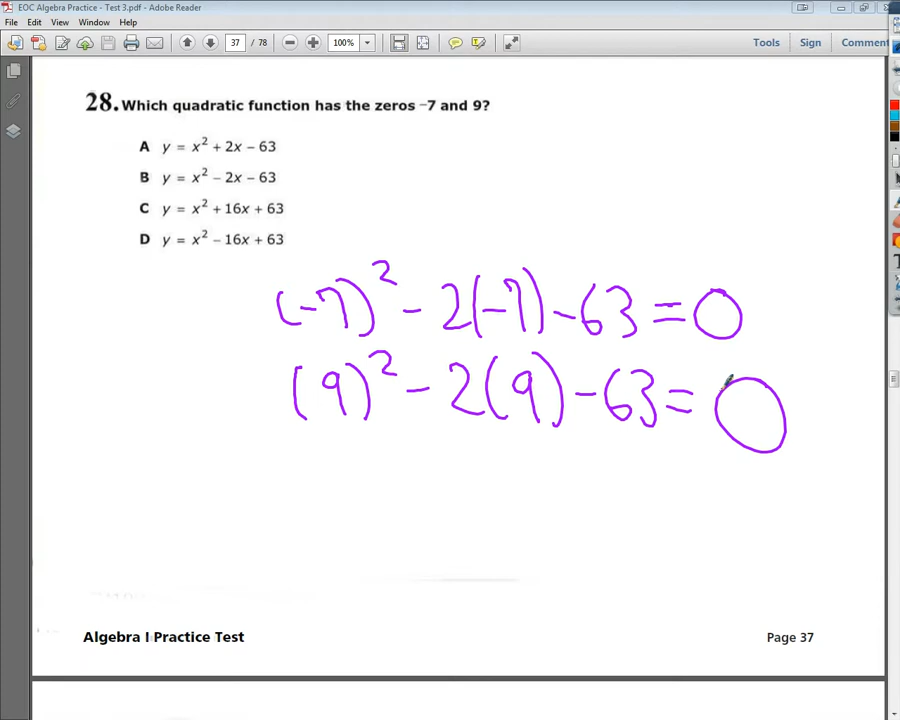 EOC Algebra Practice - Test 3.pdf - Adobe Reader
File Edit View Window Help
37 / 78 100% Tools Sign Comment
28. Which quadratic function has the zeros −7 and 9?
A y = x² + 2x − 63
B y = x² − 2x − 63
C y = x² + 16x + 63
D y = x² − 16x + 63
(-7)² - 2(-7) - 63 = 0
(9)² - 2(9) - 63 = 0
Algebra I Practice Test Page 37